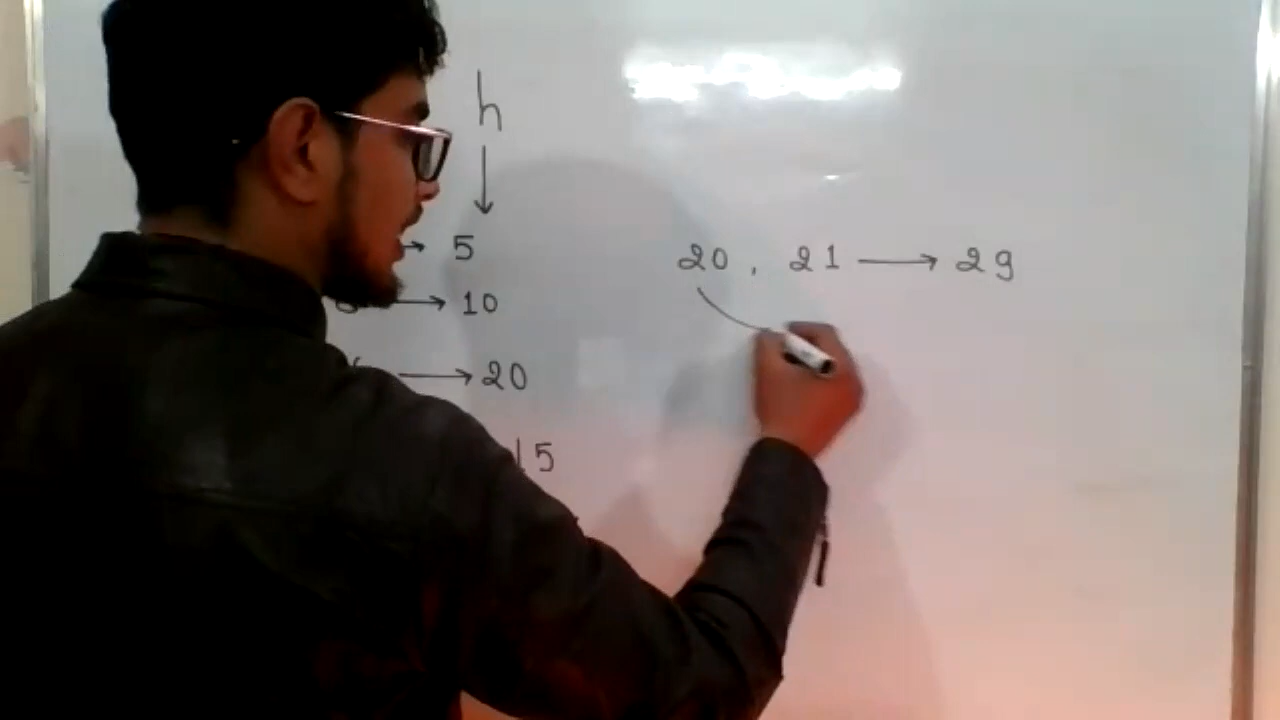 h
→ 5
20, 21 → 29
→ 10
→ 20
15